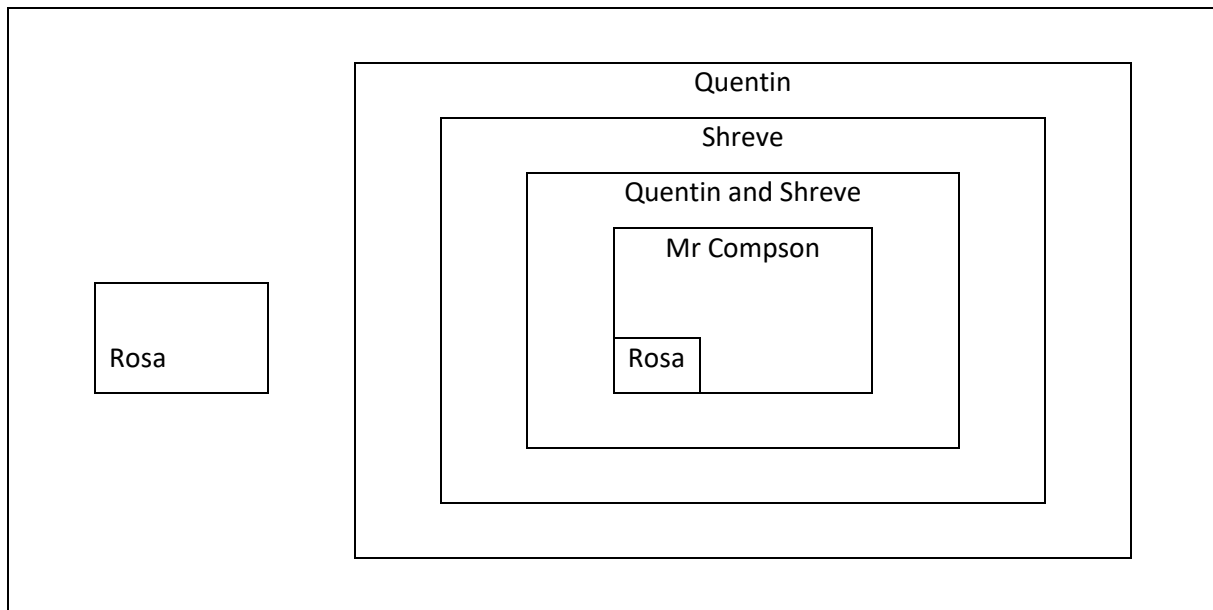 Quentin
Shreve
Quentin and Shreve
Mr Compson
Rosa
Rosa